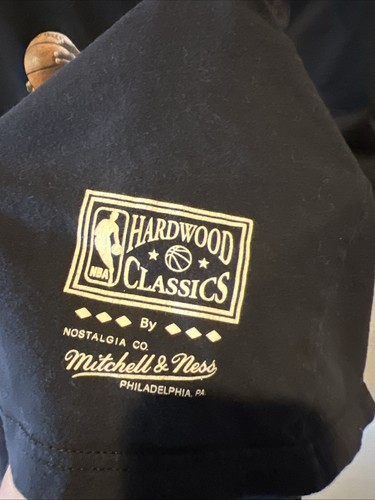 HARDWOOD
NBA
CLASSICS
By
NOSTALGIA CO.
Mitchell & Ness
PHILADELPHIA, PA.